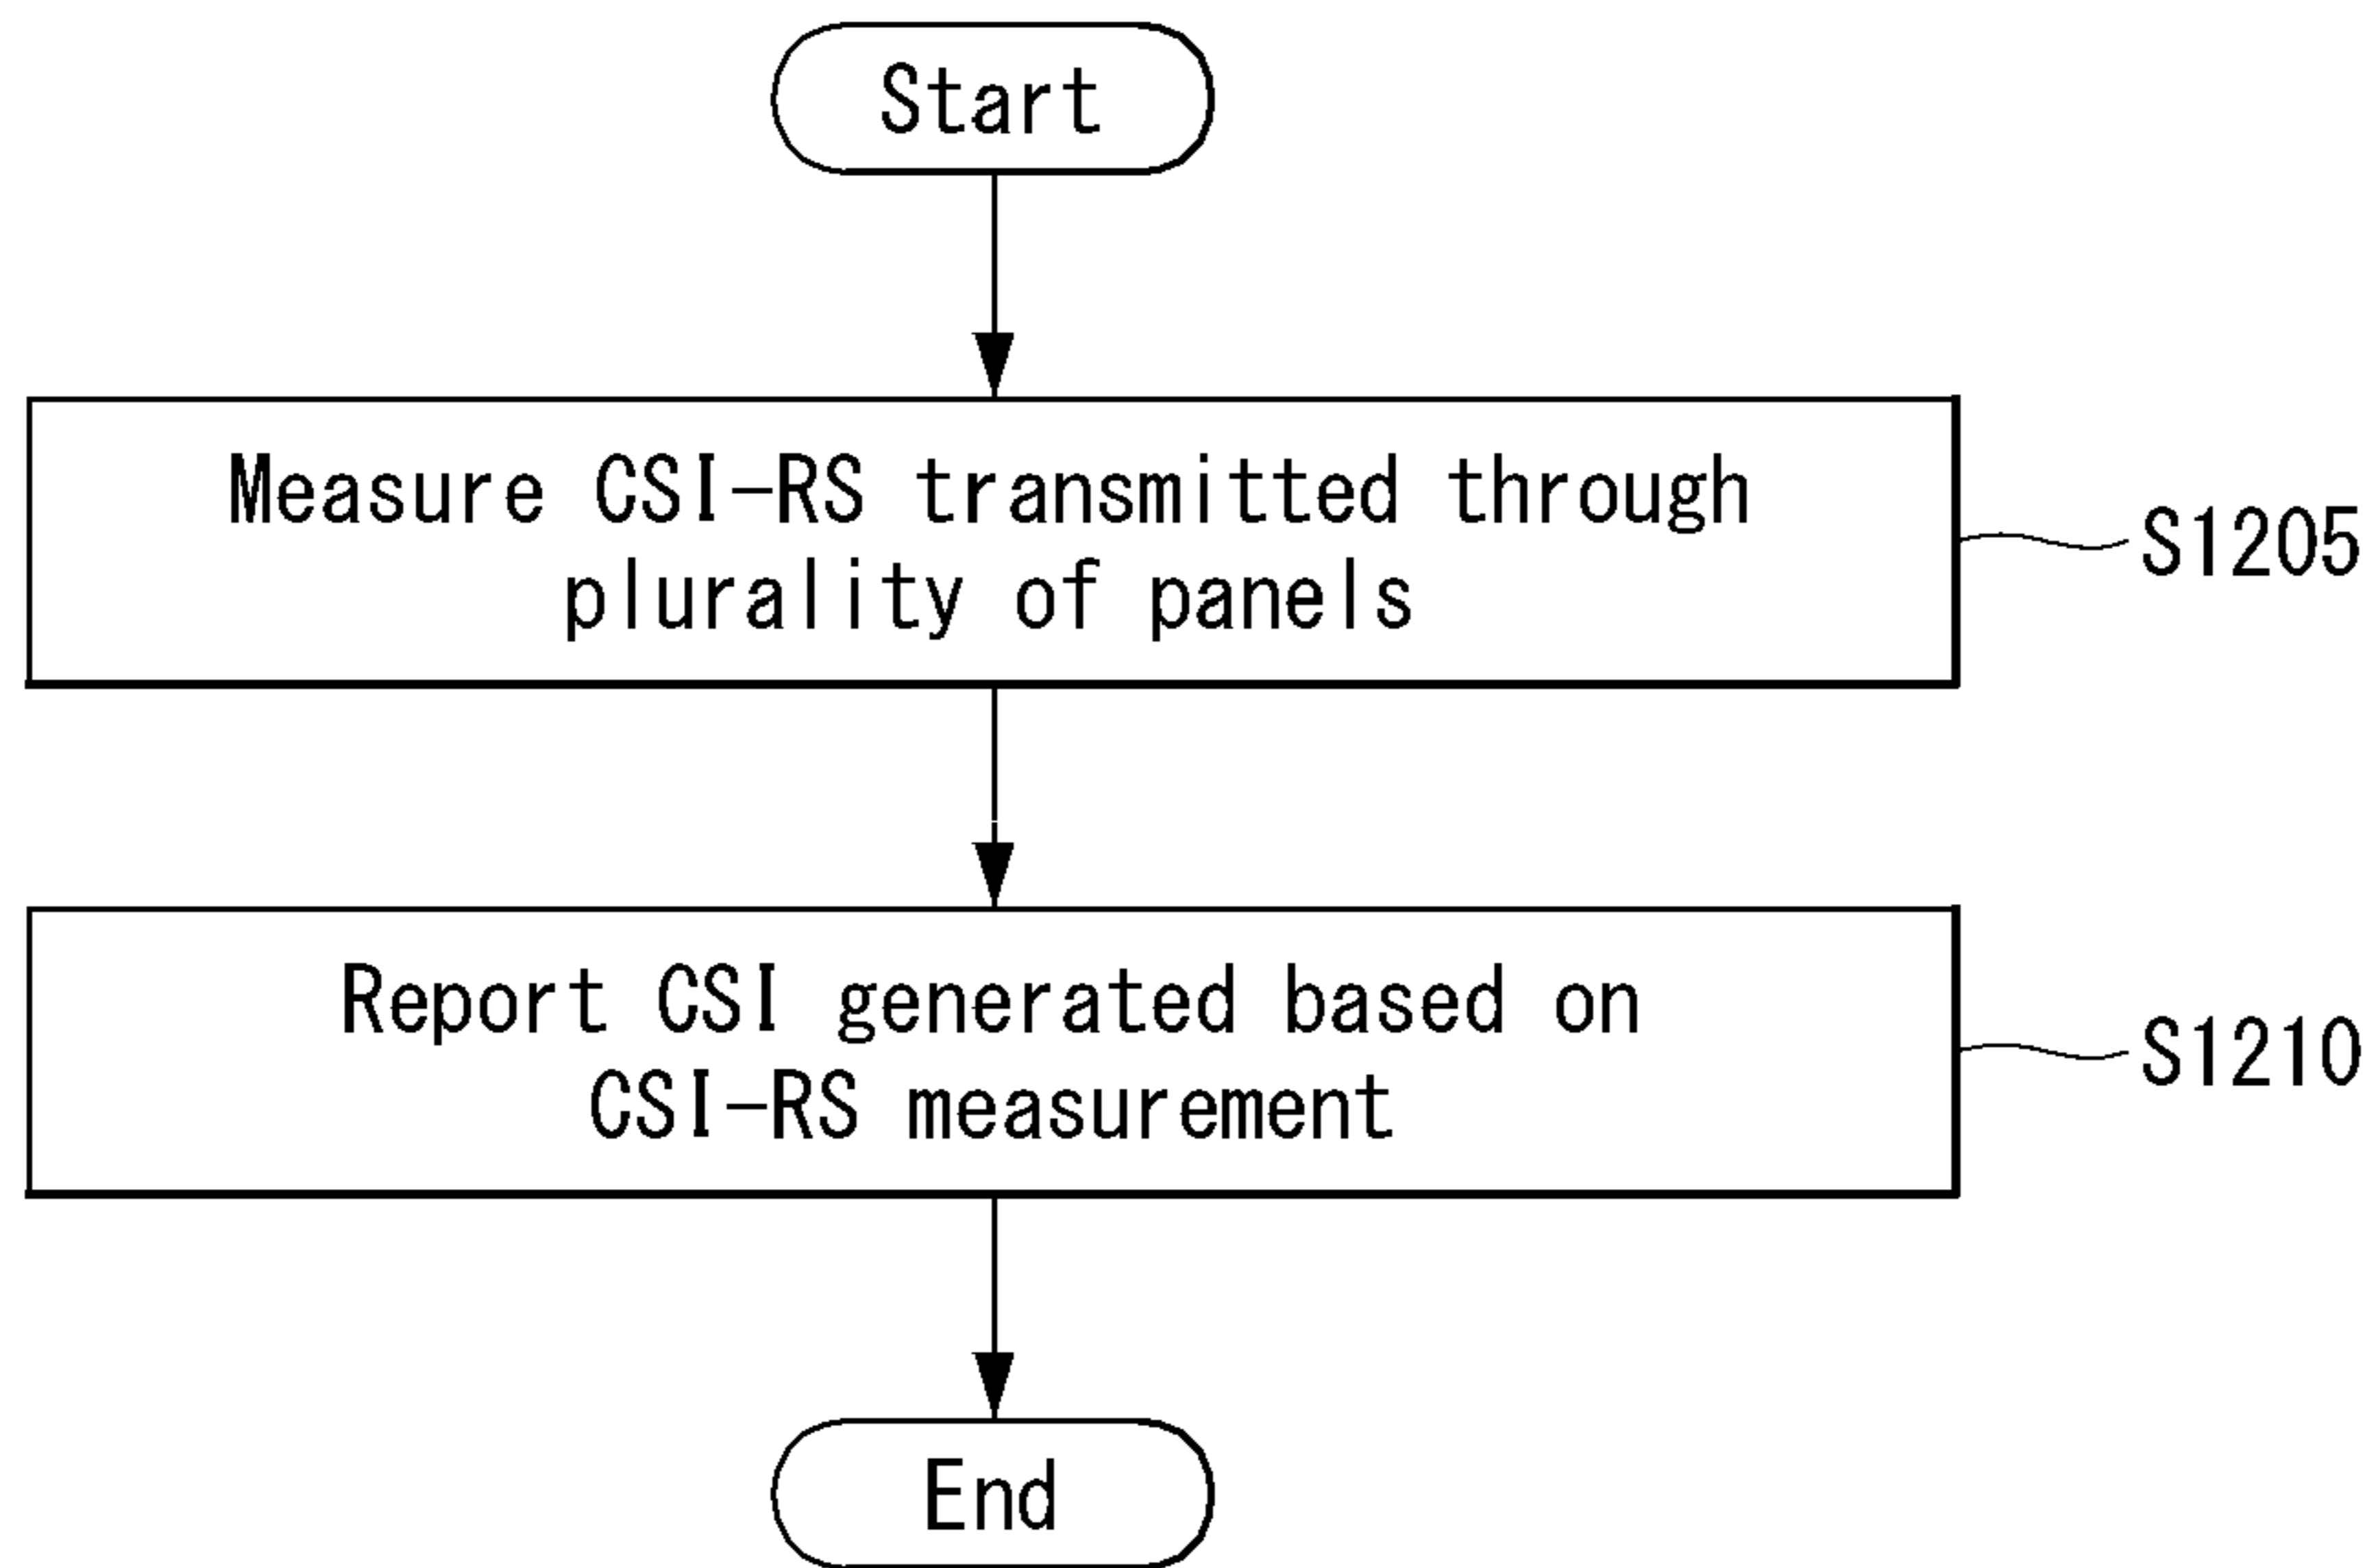 Start
Measure CSI-RS transmitted through
plurality of panels
S1205
Report CSI generated based on
CSI-RS measurement
S1210
End